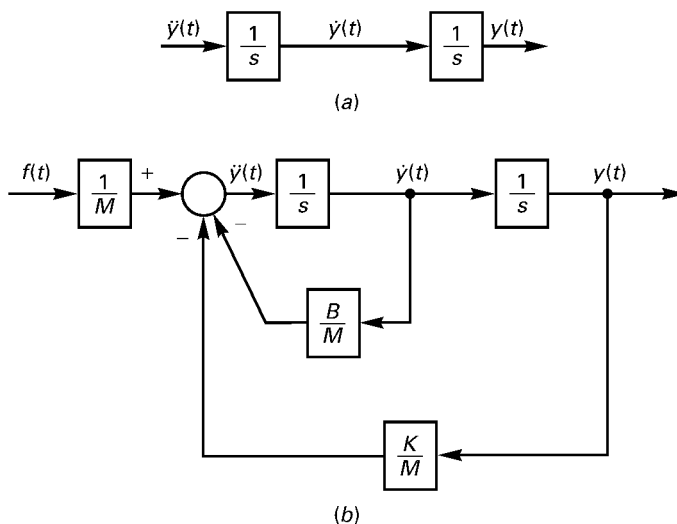 ÿ(t) ẏ(t) y(t)
1/s 1/s
(a)
f(t) + ÿ(t) ẏ(t) y(t)
1/M 1/s 1/s
− −
B/M
K/M
(b)